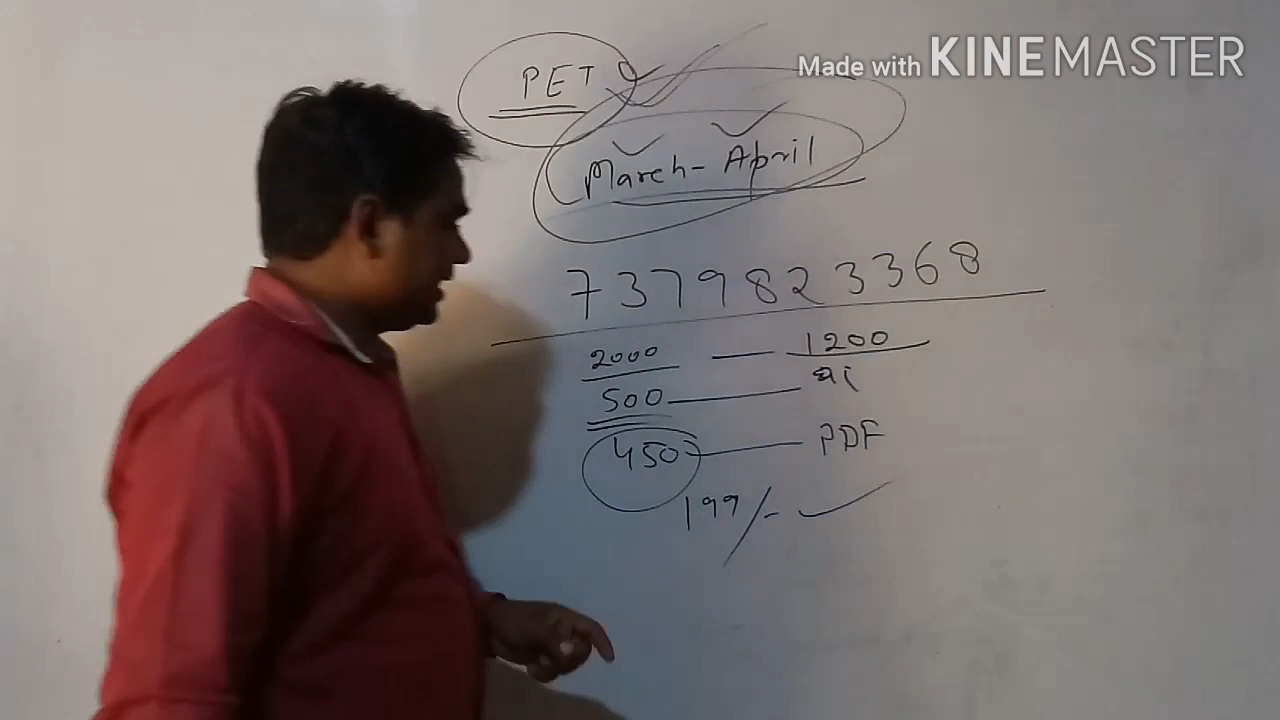 Made with KINEMASTER
PET
March-April
7379823368
2000 — 1200
500 —
450 — PDF
199/-